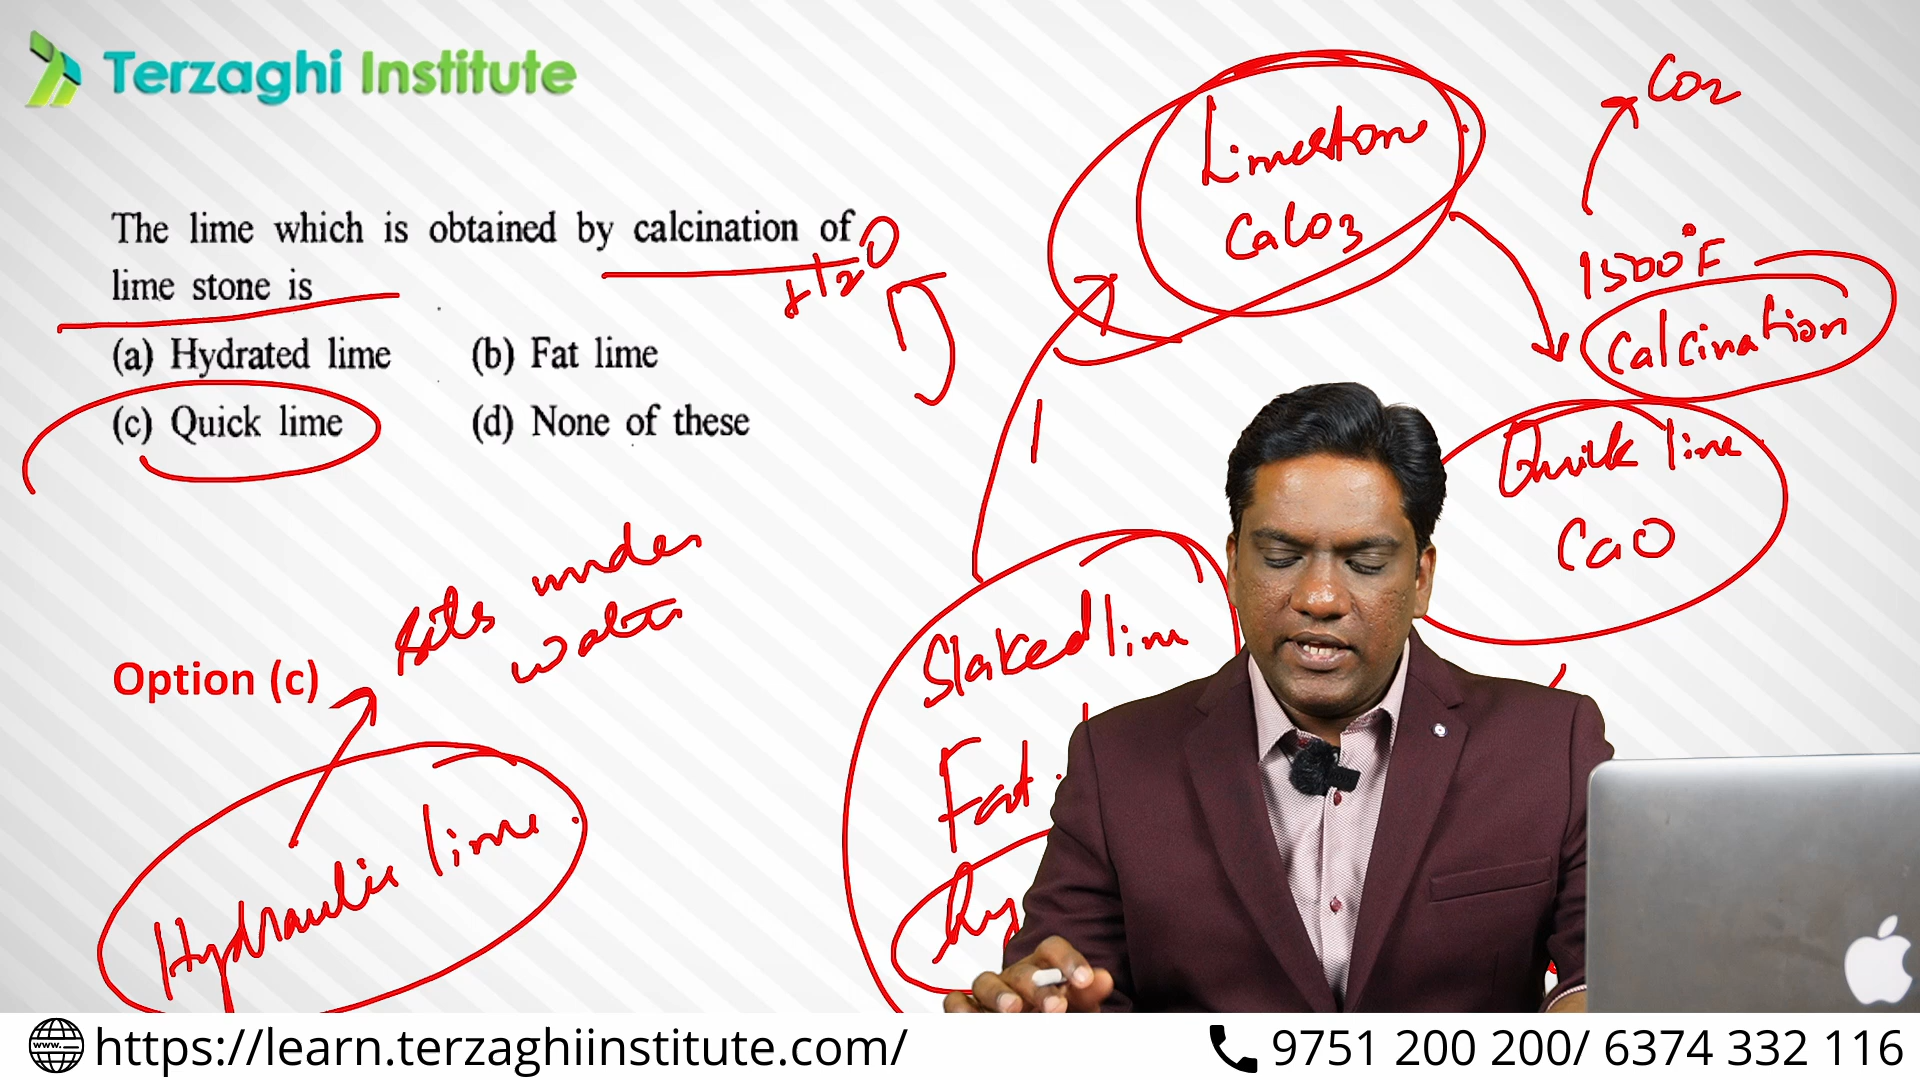 Terzaghi Institute
The lime which is obtained by calcination of
lime stone is
(a) Hydrated lime (b) Fat lime
(c) Quick lime (d) None of these
Option (c)
H2O
Limestone
CaCO3
CO2
1500°F
Calcination
Quick lime
CaO
Slaked lime
Fat
Hy
sets under
water
Hydraulic lime
www.
https://learn.terzaghiinstitute.com/
9751 200 200/ 6374 332 116